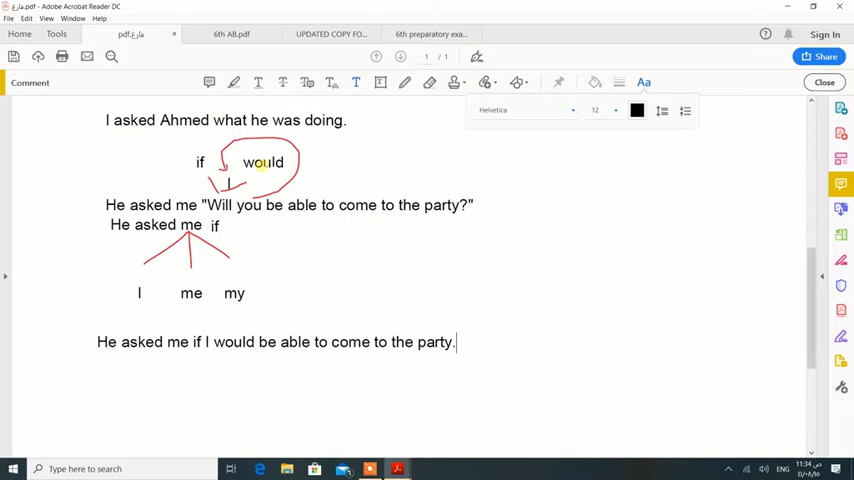 فارغ.pdf - Adobe Acrobat Reader DC
File Edit View Window Help
Home Tools فارغ.pdf 6th AB.pdf UPDATED COPY FO... 6th preparatory exa... Sign In
1 / 1 Share
Comment Aa Close
Helvetica 12
I asked Ahmed what he was doing.
if would
I
He asked me "Will you be able to come to the party?"
He asked me if
I me my
He asked me if I would be able to come to the party.
Type here to search
ENG
11:34 ص